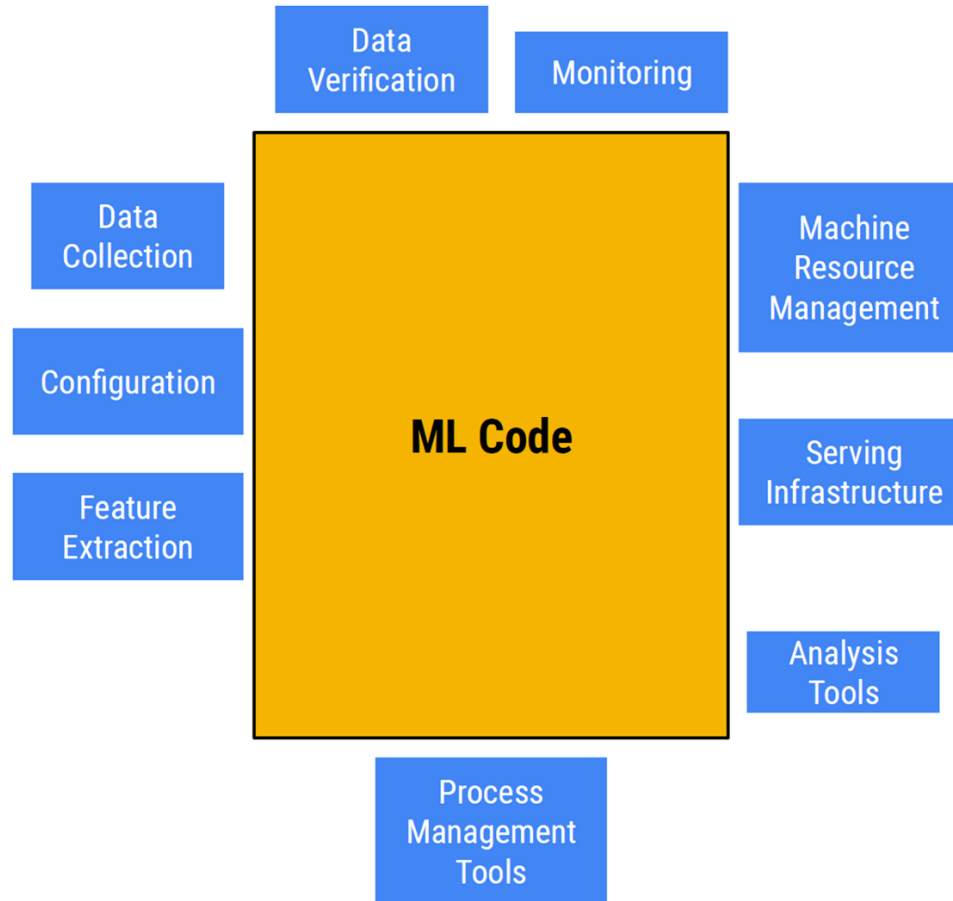 Data
Verification
Monitoring
Data
Collection
Machine
Resource
Management
Configuration
ML Code
Serving
Infrastructure
Feature
Extraction
Analysis
Tools
Process
Management
Tools